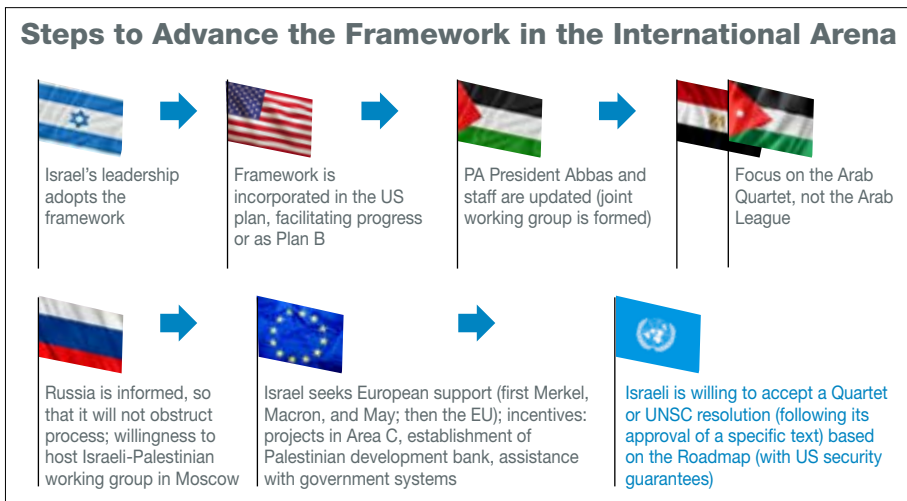 Steps to Advance the Framework in the International Arena
Israel's leadership
adopts the
framework
Framework is
incorporated in the US
plan, facilitating progress
or as Plan B
PA President Abbas and
staff are updated (joint
working group is formed)
Focus on the Arab
Quartet, not the Arab
League
Russia is informed, so
that it will not obstruct
process; willingness to
host Israeli-Palestinian
working group in Moscow
Israel seeks European support (first Merkel,
Macron, and May; then the EU); incentives:
projects in Area C, establishment of
Palestinian development bank, assistance
with government systems
Israeli is willing to accept a Quartet
or UNSC resolution (following its
approval of a specific text) based
on the Roadmap (with US security
guarantees)